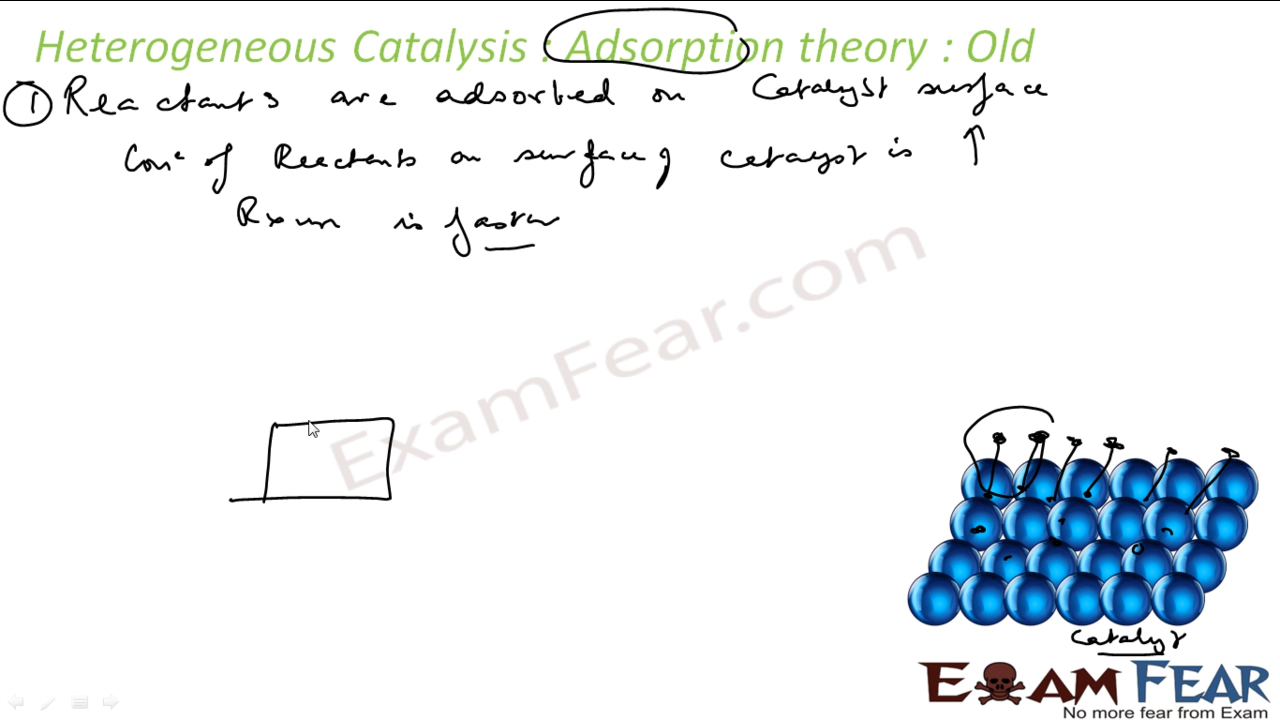 Heterogeneous Catalysis : Adsorption theory : Old
① Reactants are adsorbed on Catalyst surface
Conc of Reactants on surface of catalyst is ↑
Rxn is faster
ExamFear.com
Catalyst
EXAM FEAR
No more fear from Exam